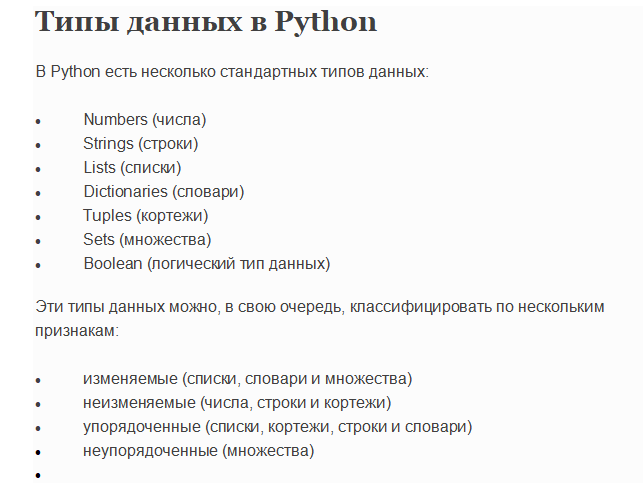 Типы данных в Python
В Python есть несколько стандартных типов данных:
• Numbers (числа)
• Strings (строки)
• Lists (списки)
• Dictionaries (словари)
• Tuples (кортежи)
• Sets (множества)
• Boolean (логический тип данных)
Эти типы данных можно, в свою очередь, классифицировать по нескольким
признакам:
• изменяемые (списки, словари и множества)
• неизменяемые (числа, строки и кортежи)
• упорядоченные (списки, кортежи, строки и словари)
• неупорядоченные (множества)
•